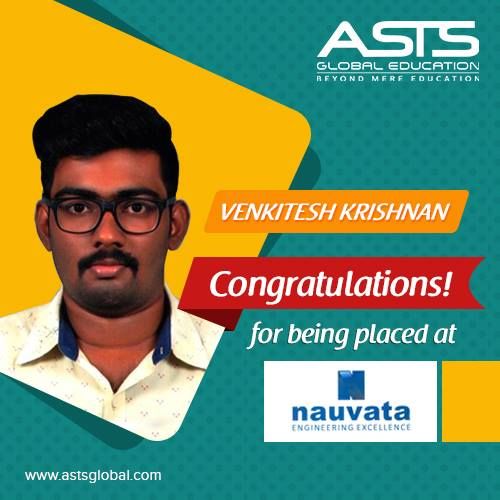 ASTS
GLOBAL EDUCATION
BEYOND MERE EDUCATION
VENKITESH KRISHNAN
Congratulations!
for being placed at
nauvata
ENGINEERING EXCELLENCE
www.astsglobal.com